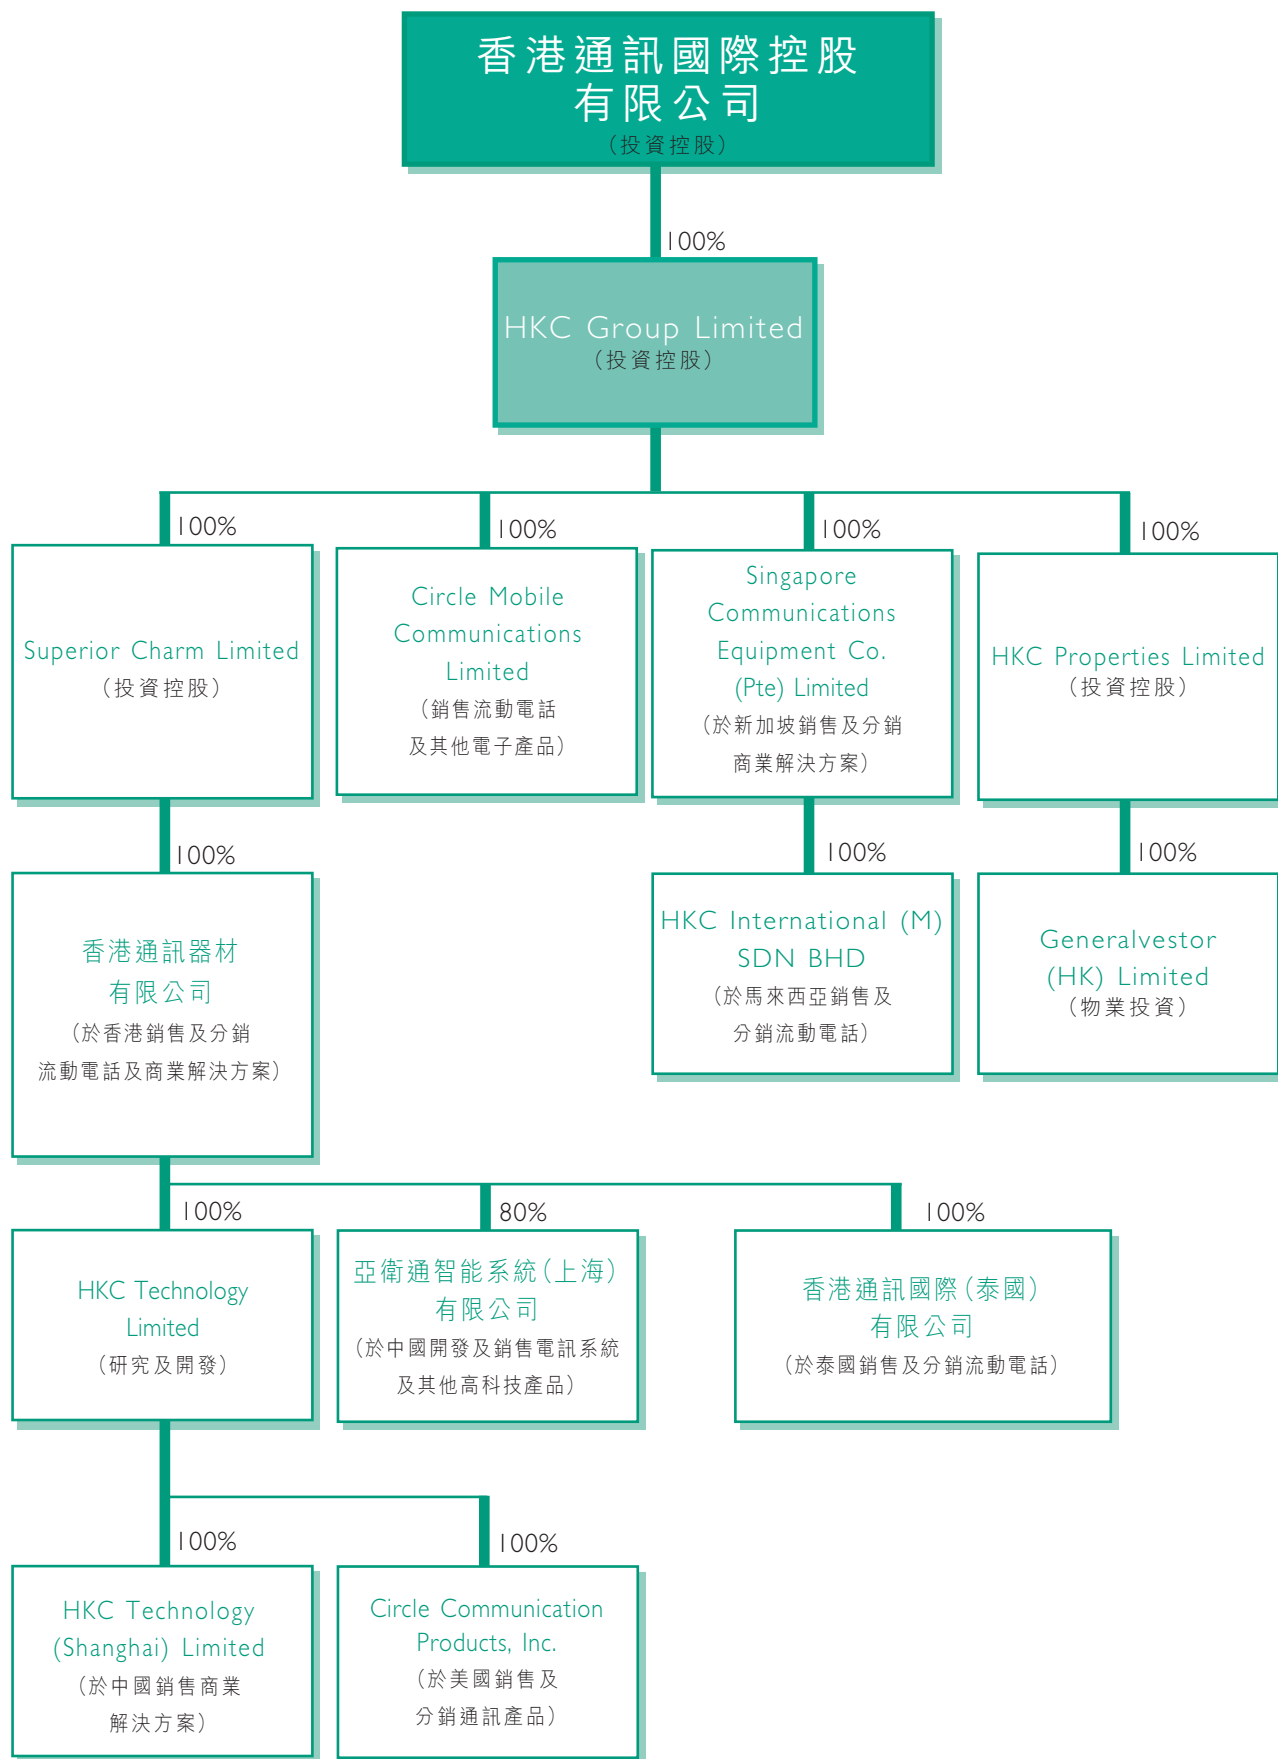 香港通訊國際控股
有限公司
（投資控股）
100%
HKC Group Limited
（投資控股）
100%
100%
100%
100%
Superior Charm Limited
（投資控股）
Circle Mobile
Communications
Limited
（銷售流動電話
及其他電子產品）
Singapore
Communications
Equipment Co.
(Pte) Limited
（於新加坡銷售及分銷
商業解決方案）
HKC Properties Limited
（投資控股）
100%
100%
100%
香港通訊器材
有限公司
（於香港銷售及分銷
流動電話及商業解決方案）
HKC International (M)
SDN BHD
（於馬來西亞銷售及
分銷流動電話）
Generalvestor
(HK) Limited
（物業投資）
100%
80%
100%
HKC Technology
Limited
（研究及開發）
亞衛通智能系統（上海）
有限公司
（於中國開發及銷售電訊系統
及其他高科技產品）
香港通訊國際（泰國）
有限公司
（於泰國銷售及分銷流動電話）
100%
100%
HKC Technology
(Shanghai) Limited
（於中國銷售商業
解決方案）
Circle Communication
Products, Inc.
（於美國銷售及
分銷通訊產品）